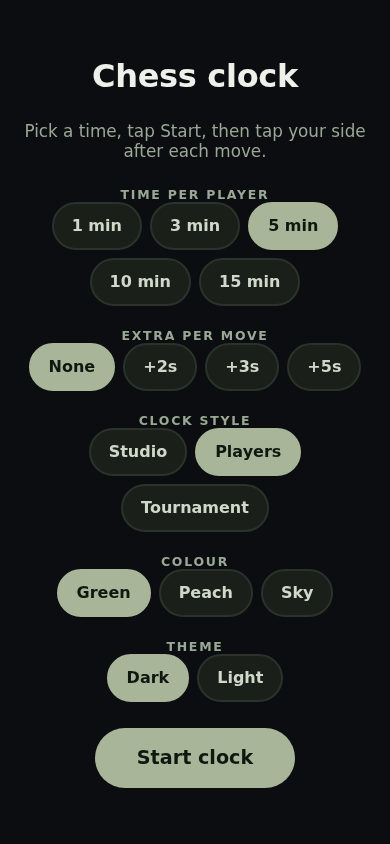 Chess clock
Pick a time, tap Start, then tap your side
after each move.
TIME PER PLAYER
1 min 3 min 5 min
10 min 15 min
EXTRA PER MOVE
None +2s +3s +5s
CLOCK STYLE
Studio Players
Tournament
COLOUR
Green Peach Sky
THEME
Dark Light
Start clock